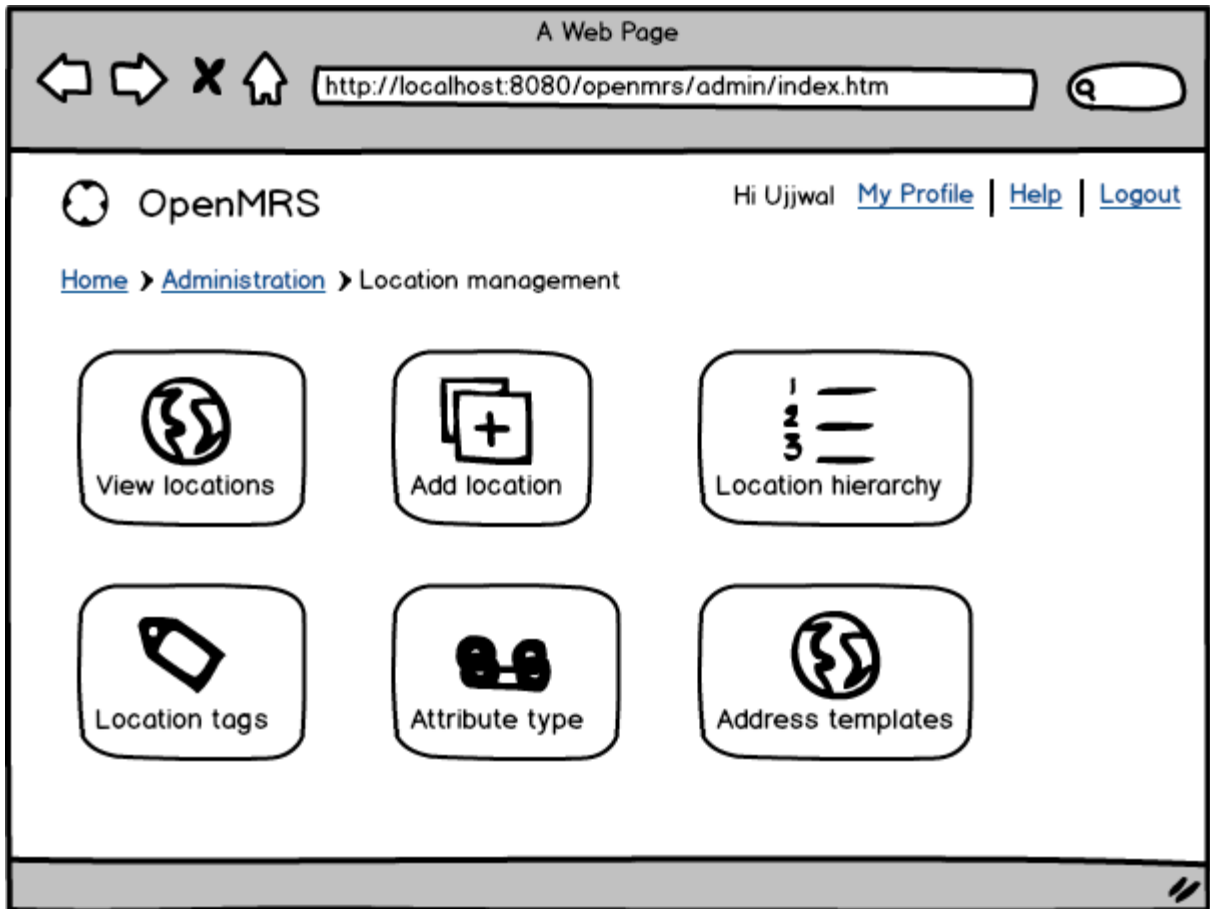 A Web Page
http://localhost:8080/openmrs/admin/index.htm
OpenMRS
Hi Ujjwal My Profile | Help | Logout
Home > Administration > Location management
View locations
Add location
1
2
3
Location hierarchy
Location tags
Attribute type
Address templates